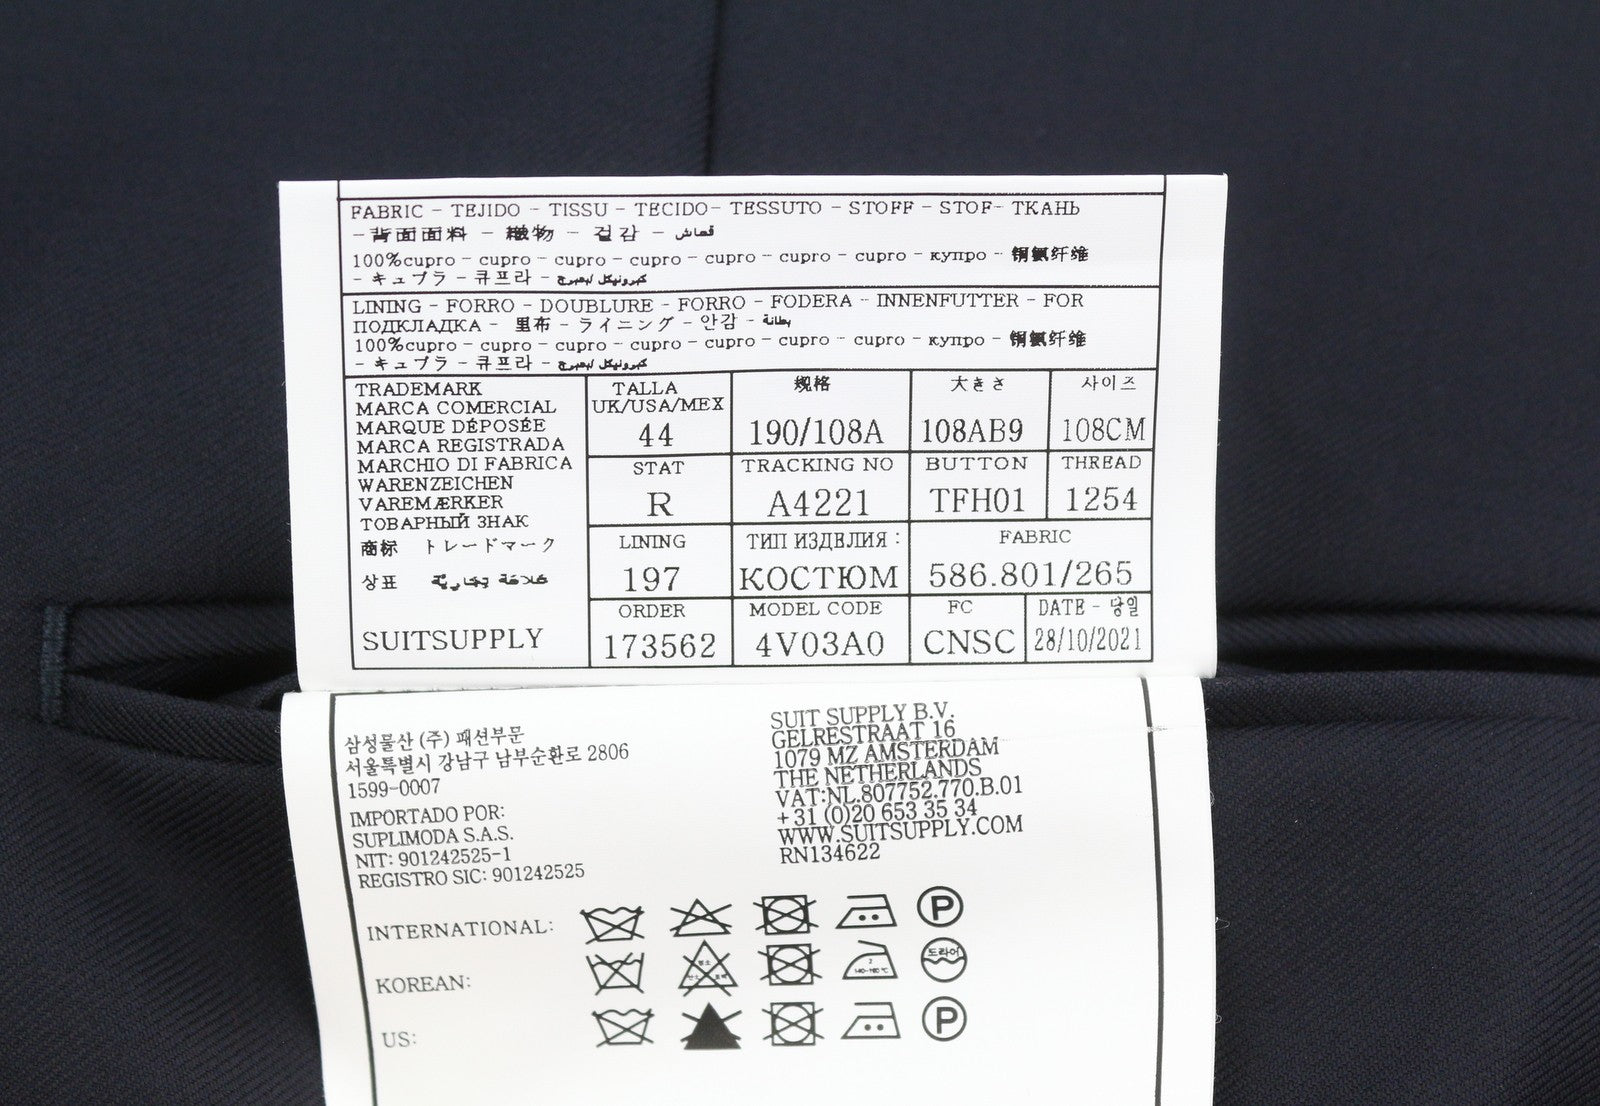 FABRIC - TEJIDO - TISSU - TECIDO- TESSUTO - STOFF - STOF- ТКАНЬ
- 背面面料 - 織物 - 겉감 - قماش
100%cupro - cupro - cupro - cupro - cupro - cupro - cupro - купро - 铜氨纤维
- キュプラ - 큐프라 -
LINING - FORRO - DOUBLURE - FORRO - FODERA - INNENFUTTER - FOR
ПОДКЛАДКА - 里布 - ライニング - 안감 - بطانة
100%cupro - cupro - cupro - cupro - cupro - cupro - cupro - купро - 铜氨纤维
- キュプラ - 큐프라 -
TRADEMARK
MARCA COMERCIAL
MARQUE DÉPOSÉE
MARCA REGISTRADA
MARCHIO DI FABRICA
WARENZEICHEN
VAREMÆRKER
ТОВАРНЫЙ ЗНАК
商标 トレードマーク
상표 علامة تجارية
SUITSUPPLY
TALLA
UK/USA/MEX
44
规格
190/108A
大きさ
108AB9
사이즈
108CM
STAT
R
TRACKING NO
A4221
BUTTON
TFH01
THREAD
1254
LINING
197
ТИП ИЗДЕЛИЯ :
КОСТЮМ
FABRIC
586.801/265
ORDER
173562
MODEL CODE
4V03A0
FC
CNSC
DATE - 당일
28/10/2021
삼성물산 (주) 패션부문
서울특별시 강남구 남부순환로 2806
1599-0007
IMPORTADO POR:
SUPLIMODA S.A.S.
NIT: 901242525-1
REGISTRO SIC: 901242525
SUIT SUPPLY B.V.
GELRESTRAAT 16
1079 MZ AMSTERDAM
THE NETHERLANDS
VAT:NL.807752.770.B.01
+31 (0)20 653 35 34
WWW.SUITSUPPLY.COM
RN134622
INTERNATIONAL:
P
KOREAN:
2
140~160℃
드라이
US:
P